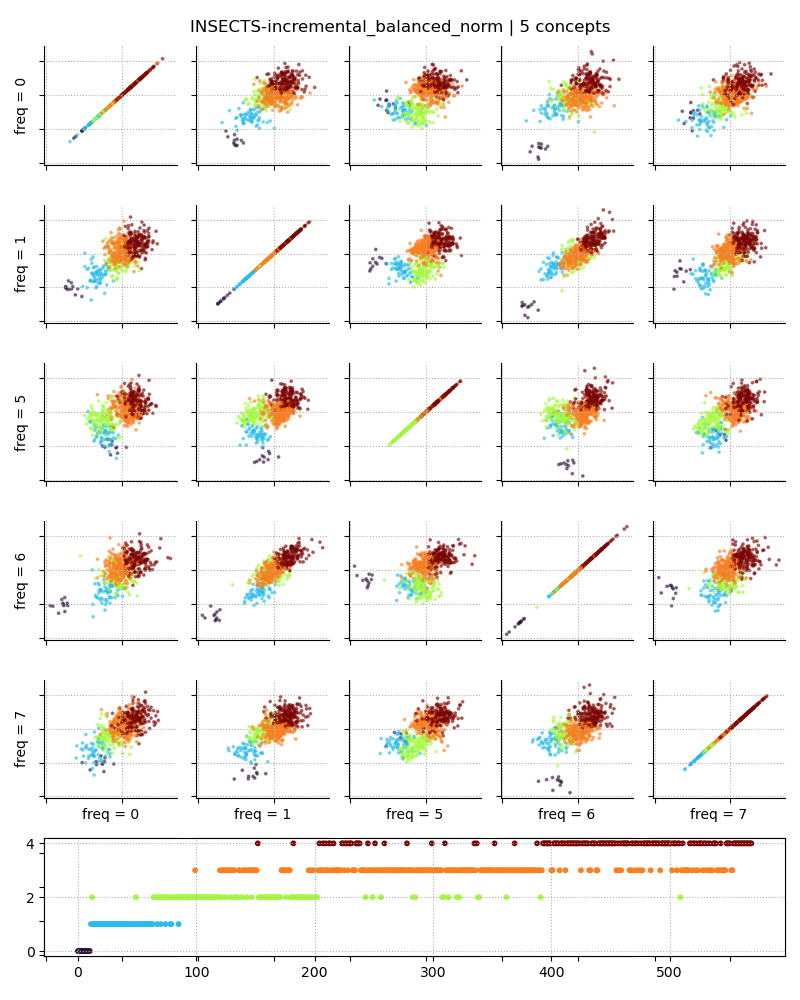 INSECTS-incremental_balanced_norm | 5 concepts
freq = 0
freq = 1
freq = 5
freq = 6
freq = 7
freq = 0 freq = 1 freq = 5 freq = 6 freq = 7
4
2
0
0 100 200 300 400 500